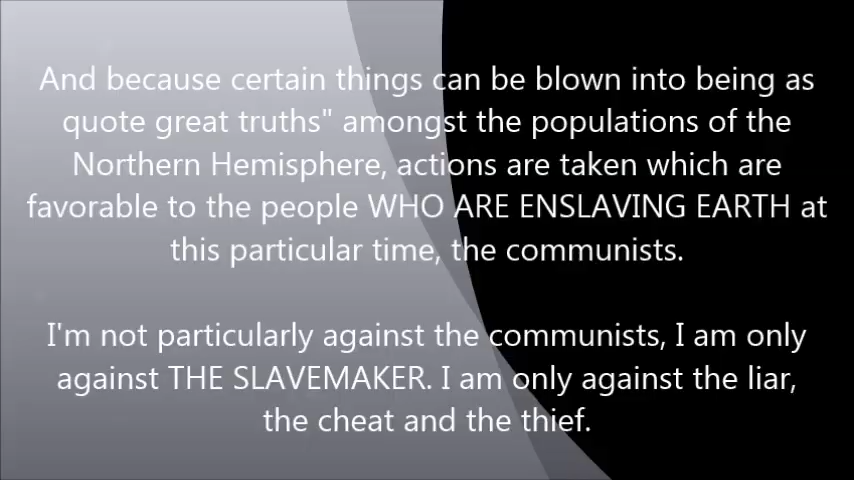 And because certain things can be blown into being as
quote great truths" amongst the populations of the
Northern Hemisphere, actions are taken which are
favorable to the people WHO ARE ENSLAVING EARTH at
this particular time, the communists.
I'm not particularly against the communists, I am only
against THE SLAVEMAKER. I am only against the liar,
the cheat and the thief.